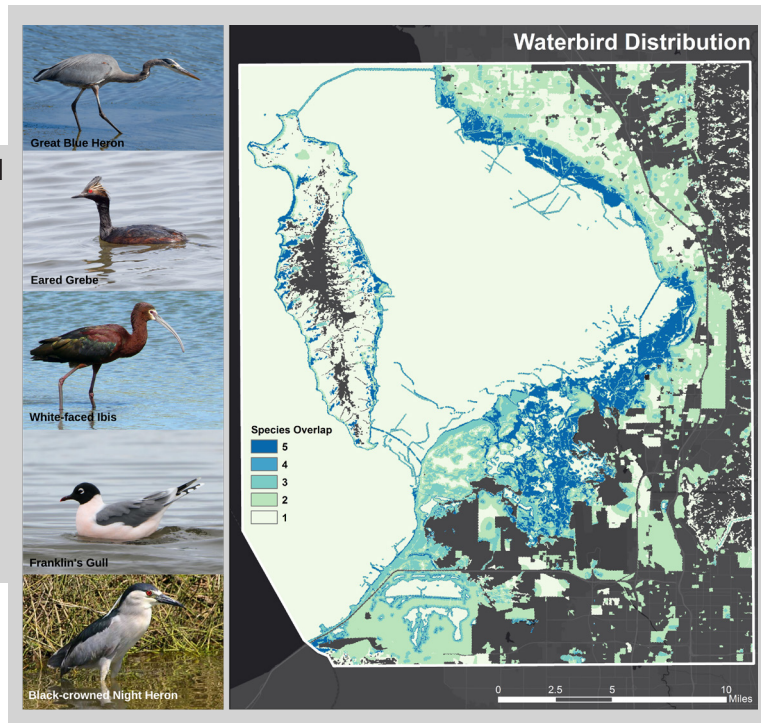 Waterbird Distribution
Great Blue Heron
Eared Grebe
White-faced Ibis
Franklin's Gull
Black-crowned Night Heron
Species Overlap
5
4
3
2
1
0 2.5 5 10
Miles